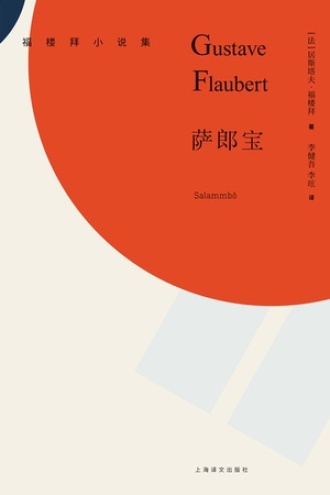 福楼拜小说集
Gustave
Flaubert
[法] 居斯塔夫·福楼拜 著
李健吾 李玹 译
萨郎宝
Salammbô
上海译文出版社